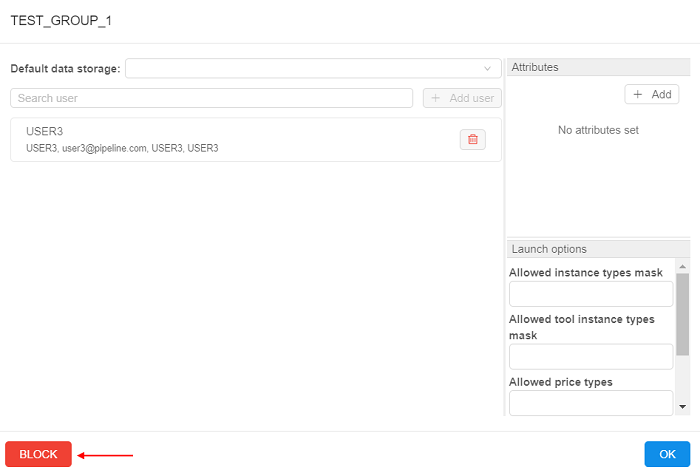 TEST_GROUP_1
Default data storage:
Search user
+ Add user
USER3
USER3, user3@pipeline.com, USER3, USER3
Attributes
+ Add
No attributes set
Launch options
Allowed instance types mask
Allowed tool instance types
mask
Allowed price types
BLOCK
OK